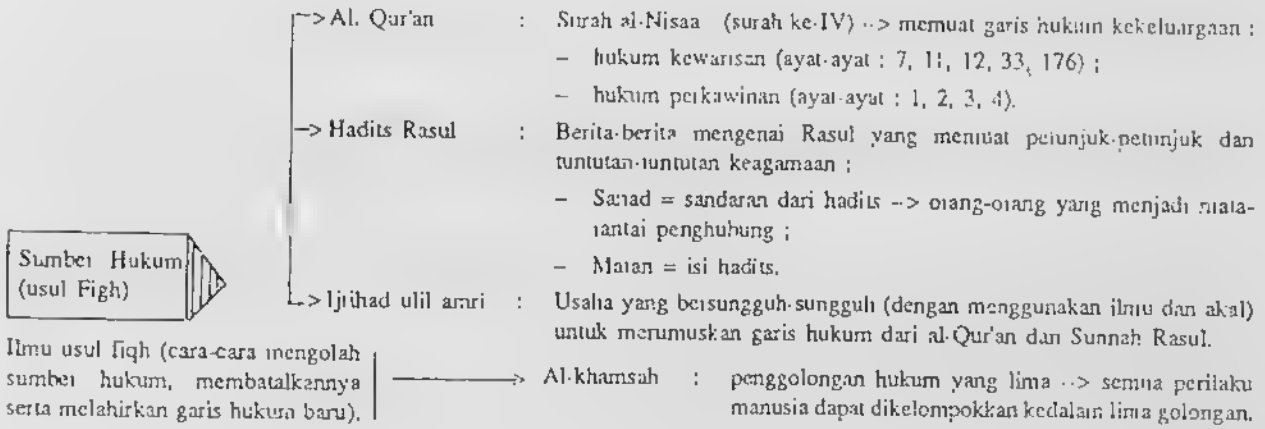 Al. Qur'an : Surah al-Nisaa (surah ke-IV) --> memuat garis hukum kekeluargaan :
– hukum kewarisan (ayat-ayat : 7, 11, 12, 33, 176) ;
– hukum perkawinan (ayat-ayat : 1, 2, 3, 4).
Hadits Rasul : Berita-berita mengenai Rasul yang memuat petunjuk-petunjuk dan
tuntutan-tuntutan keagamaan ;
– Sanad = sandaran dari hadits --> orang-orang yang menjadi mata-
rantai penghubung ;
– Matan = isi hadits.
Sumber Hukum
(usul Figh)
Ijtihad ulil amri : Usaha yang bersungguh-sungguh (dengan menggunakan ilmu dan akal)
untuk merumuskan garis hukum dari al-Qur'an dan Sunnah Rasul.
Ilmu usul fiqh (cara-cara mengolah
sumber hukum, membatalkannya
serta melahirkan garis hukum baru).
Al-khamsah : penggolongan hukum yang lima --> semua perilaku
manusia dapat dikelompokkan kedalam lima golongan.